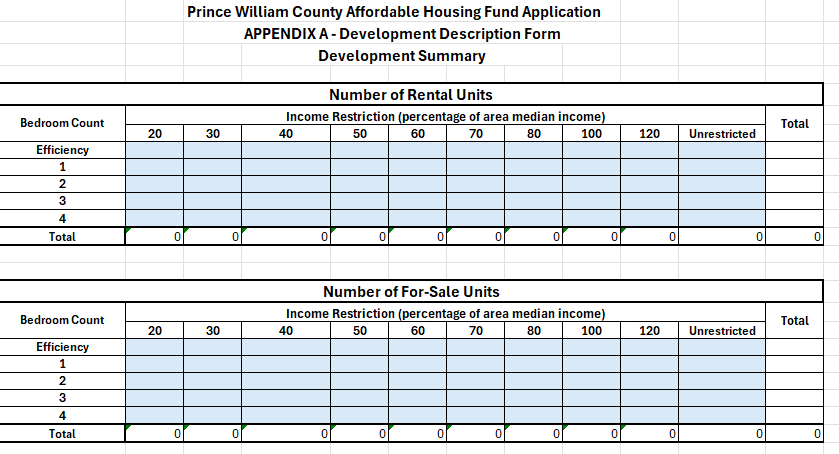 Prince William County Affordable Housing Fund Application
APPENDIX A - Development Description Form
Development Summary
Number of Rental Units
Bedroom Count Income Restriction (percentage of area median income) Total
20 30 40 50 60 70 80 100 120 Unrestricted
Efficiency
1
2
3
4
Total 0 0 0 0 0 0 0 0 0 0 0
Number of For-Sale Units
Bedroom Count Income Restriction (percentage of area median income) Total
20 30 40 50 60 70 80 100 120 Unrestricted
Efficiency
1
2
3
4
Total 0 0 0 0 0 0 0 0 0 0 0